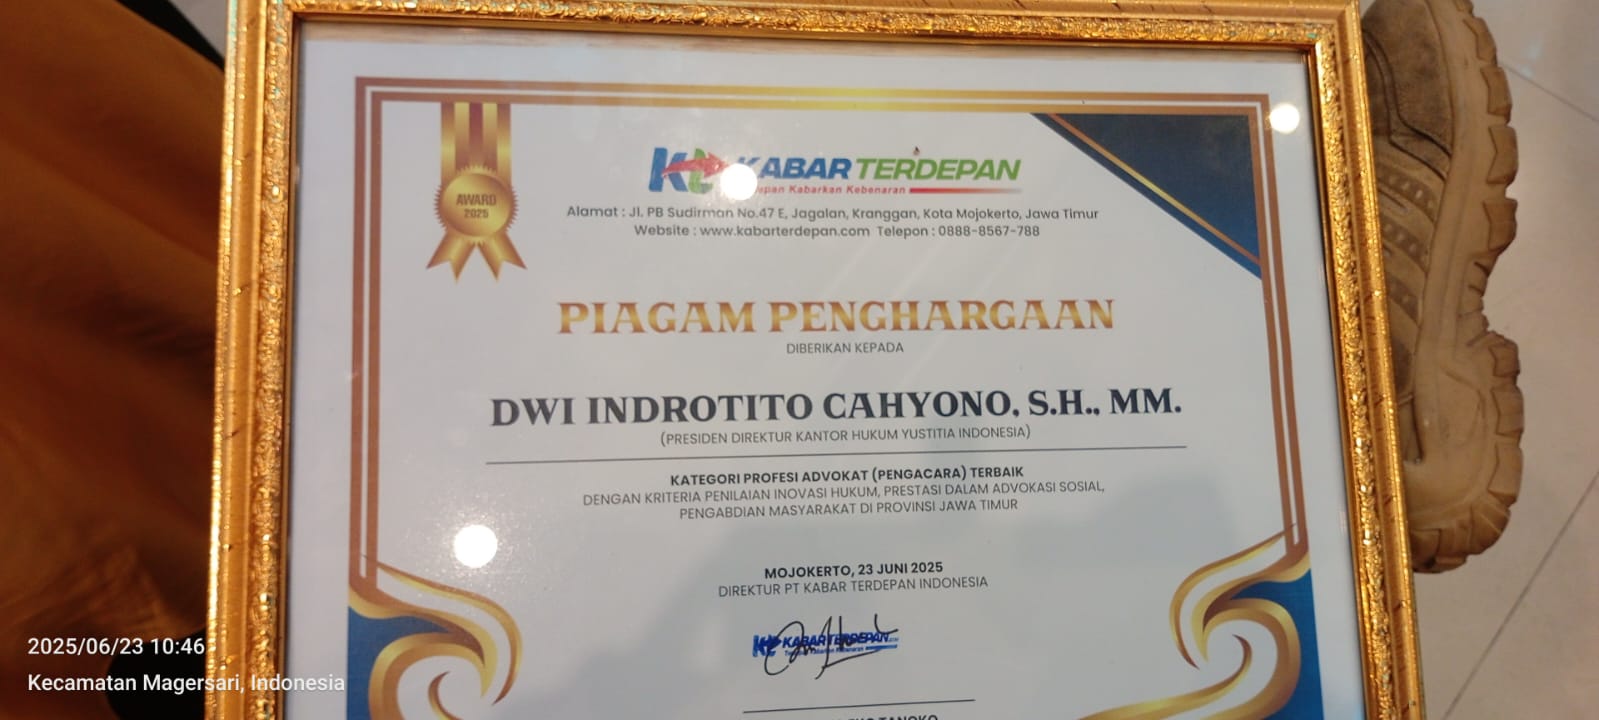 AWARD
2025
KABAR TERDEPAN
Kabarkan Kebenaran
Alamat : Jl. PB Sudirman No.47 E, Jagalan, Kranggan, Kota Mojokerto, Jawa Timur
Website : www.kabarterdepan.com Telepon : 0888-8567-788
PIAGAM PENGHARGAAN
DIBERIKAN KEPADA
DWI INDROTITO CAHYONO, S.H., MM.
(PRESIDEN DIREKTUR KANTOR HUKUM YUSTITIA INDONESIA)
KATEGORI PROFESI ADVOKAT (PENGACARA) TERBAIK
DENGAN KRITERIA PENILAIAN INOVASI HUKUM, PRESTASI DALAM ADVOKASI SOSIAL,
PENGABDIAN MASYARAKAT DI PROVINSI JAWA TIMUR
MOJOKERTO, 23 JUNI 2025
DIREKTUR PT KABAR TERDEPAN INDONESIA
KABAR TERDEPAN
2025/06/23 10:46
Kecamatan Magersari, Indonesia